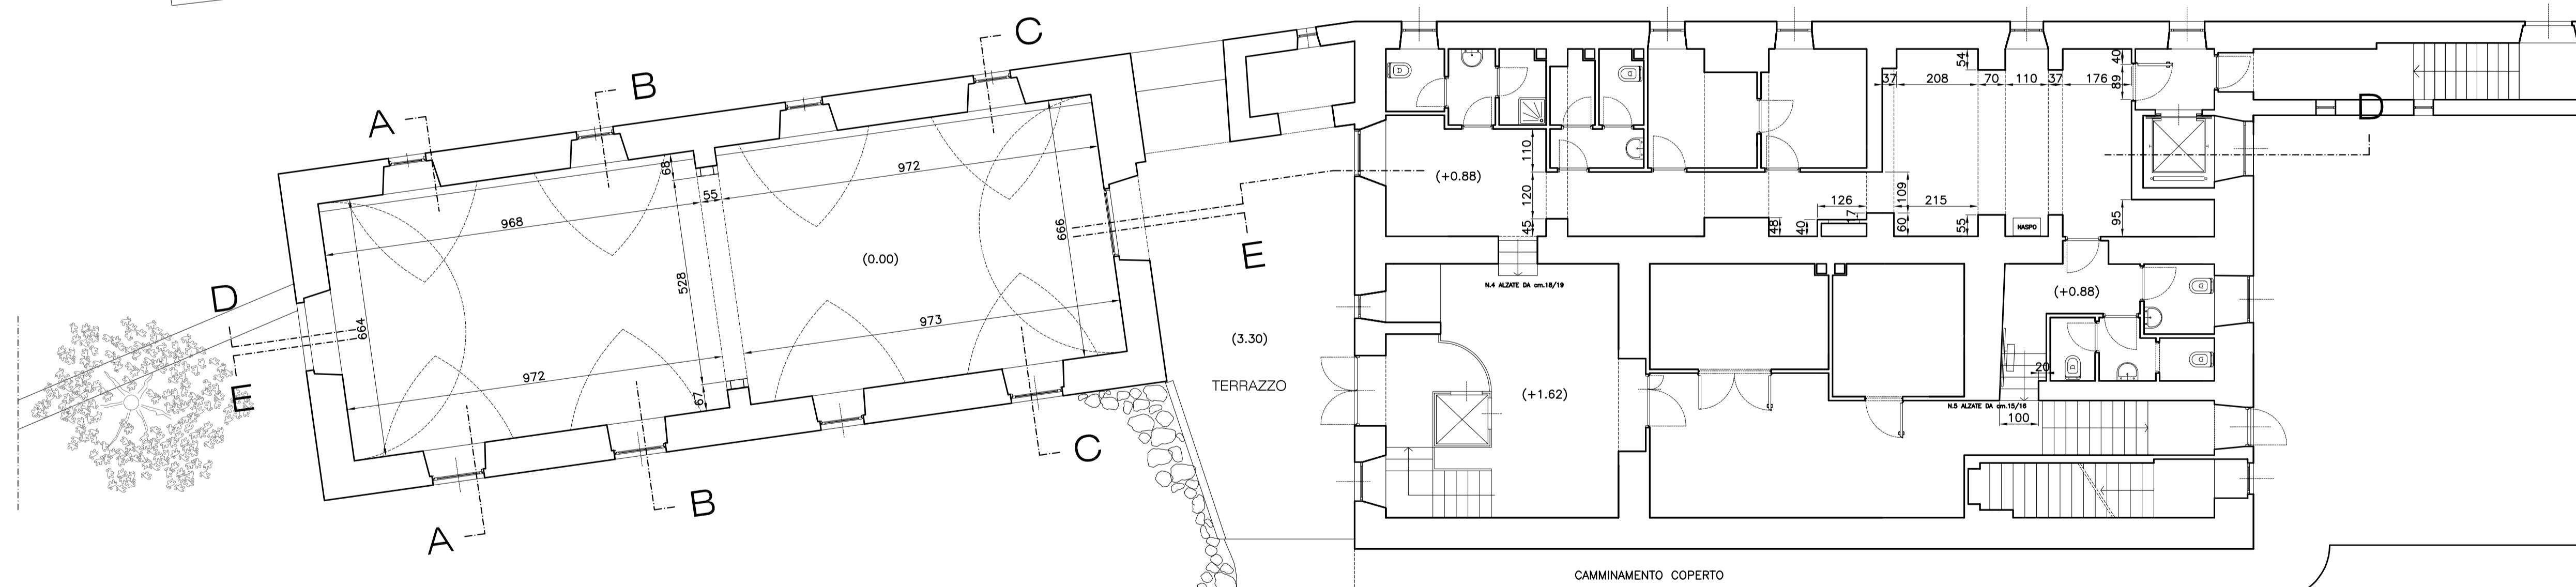 C
B
A
972
68
55
968
(0.00)
666
528
973
664
972
67
D
E
A
B
C
E
(3.30)
TERRAZZO
(+0.88)
110
120
45
N.4 ALZATE DA cm.18/19
(+1.62)
54
37
208
70
110
37
176
40
89
D
126
17
109
215
48
40
60
55
NASPO
95
(+0.88)
20
N.5 ALZATE DA cm.15/16
100
CAMMINAMENTO COPERTO